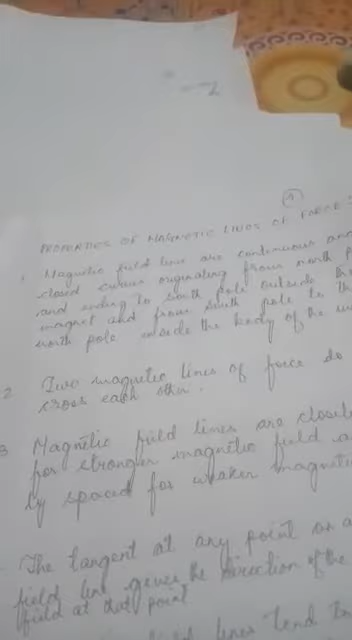 1
PROPERTIES OF MAGNETIC LINES OF FORCE
1 Magnetic field lines are continuous and
closed curves originating from north
and ending to south pole outside the
magnet and from south pole to the
north pole inside the body of the
2 Two magnetic lines of force do
cross each other.
3 Magnetic field lines are closely
for stronger magnetic field
ly spaced for weaker
The tangent at any point on a
field line gives the direction of the
field at that point
lines tend